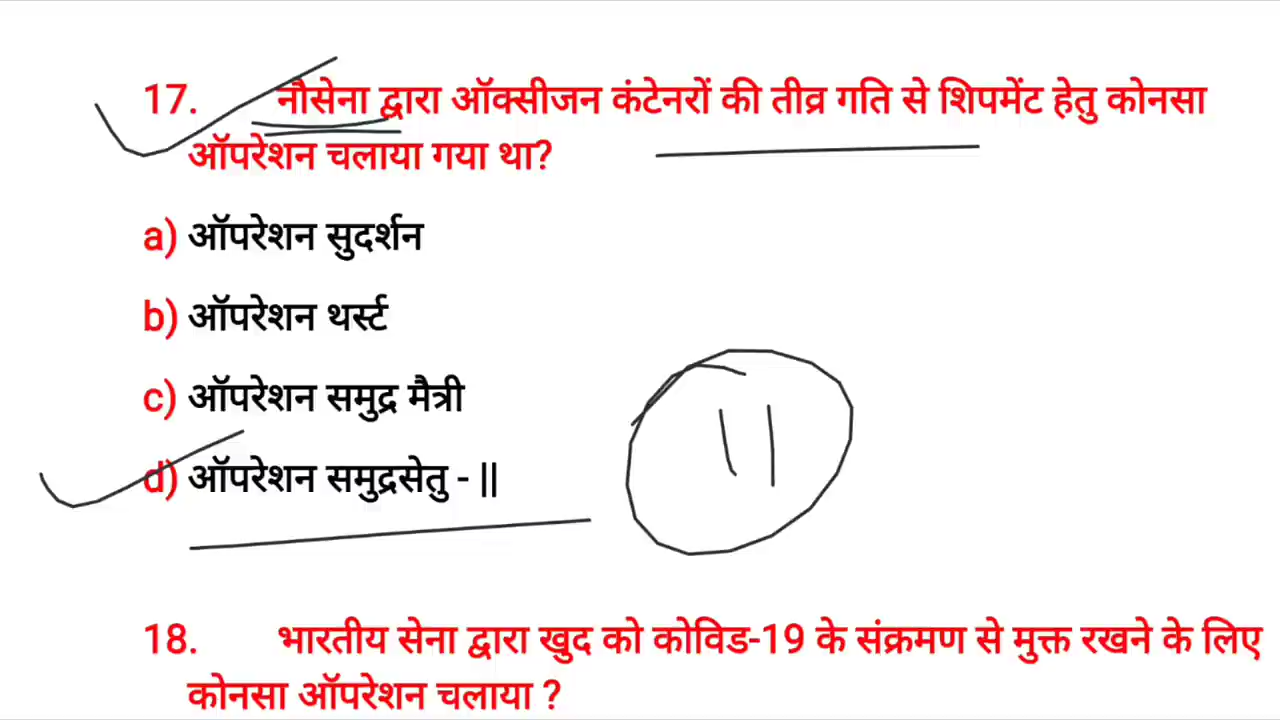 17. नौसेना द्वारा ऑक्सीजन कंटेनरों की तीव्र गति से शिपमेंट हेतु कोनसा
ऑपरेशन चलाया गया था?
a) ऑपरेशन सुदर्शन
b) ऑपरेशन थर्स्ट
c) ऑपरेशन समुद्र मैत्री
d) ऑपरेशन समुद्रसेतु - ||
11
18. भारतीय सेना द्वारा खुद को कोविड-19 के संक्रमण से मुक्त रखने के लिए
कोनसा ऑपरेशन चलाया ?